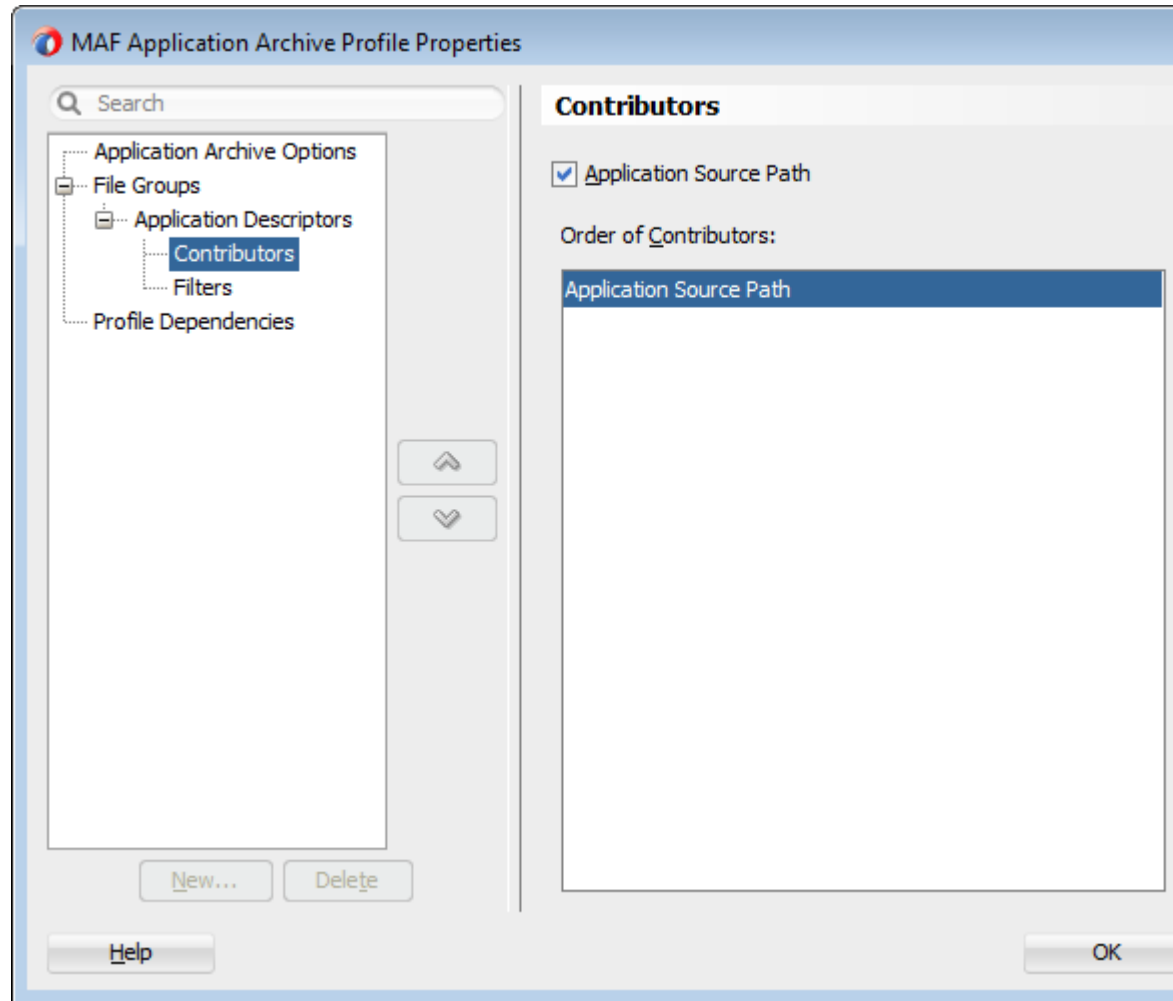 MAF Application Archive Profile Properties
Search
Application Archive Options
File Groups
Application Descriptors
Contributors
Filters
Profile Dependencies
New...
Delete
Contributors
Application Source Path
Order of Contributors:
Application Source Path
Help
OK